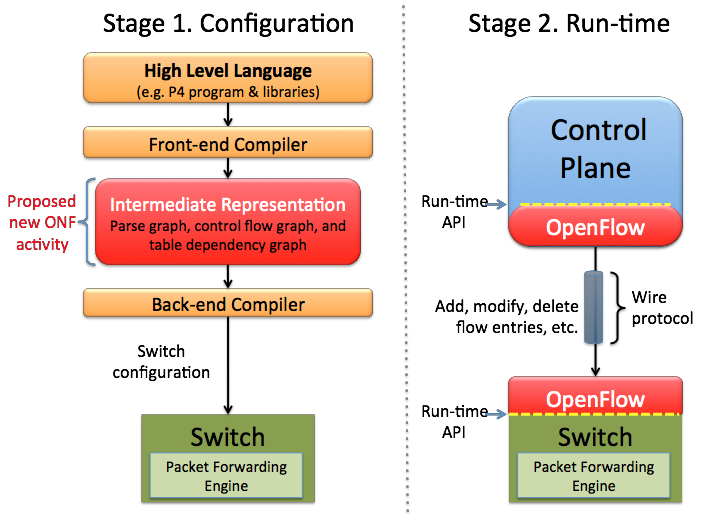 Stage 1. Configuration
High Level Language
(e.g. P4 program & libraries)
Front-end Compiler
Proposed
new ONF
activity
Intermediate Representation
Parse graph, control flow graph, and
table dependency graph
Back-end Compiler
Switch
configuration
Switch
Packet Forwarding
Engine
Stage 2. Run-time
Control
Plane
Run-time
API
OpenFlow
Add, modify, delete
flow entries, etc.
Wire
protocol
OpenFlow
Run-time
API
Switch
Packet Forwarding
Engine